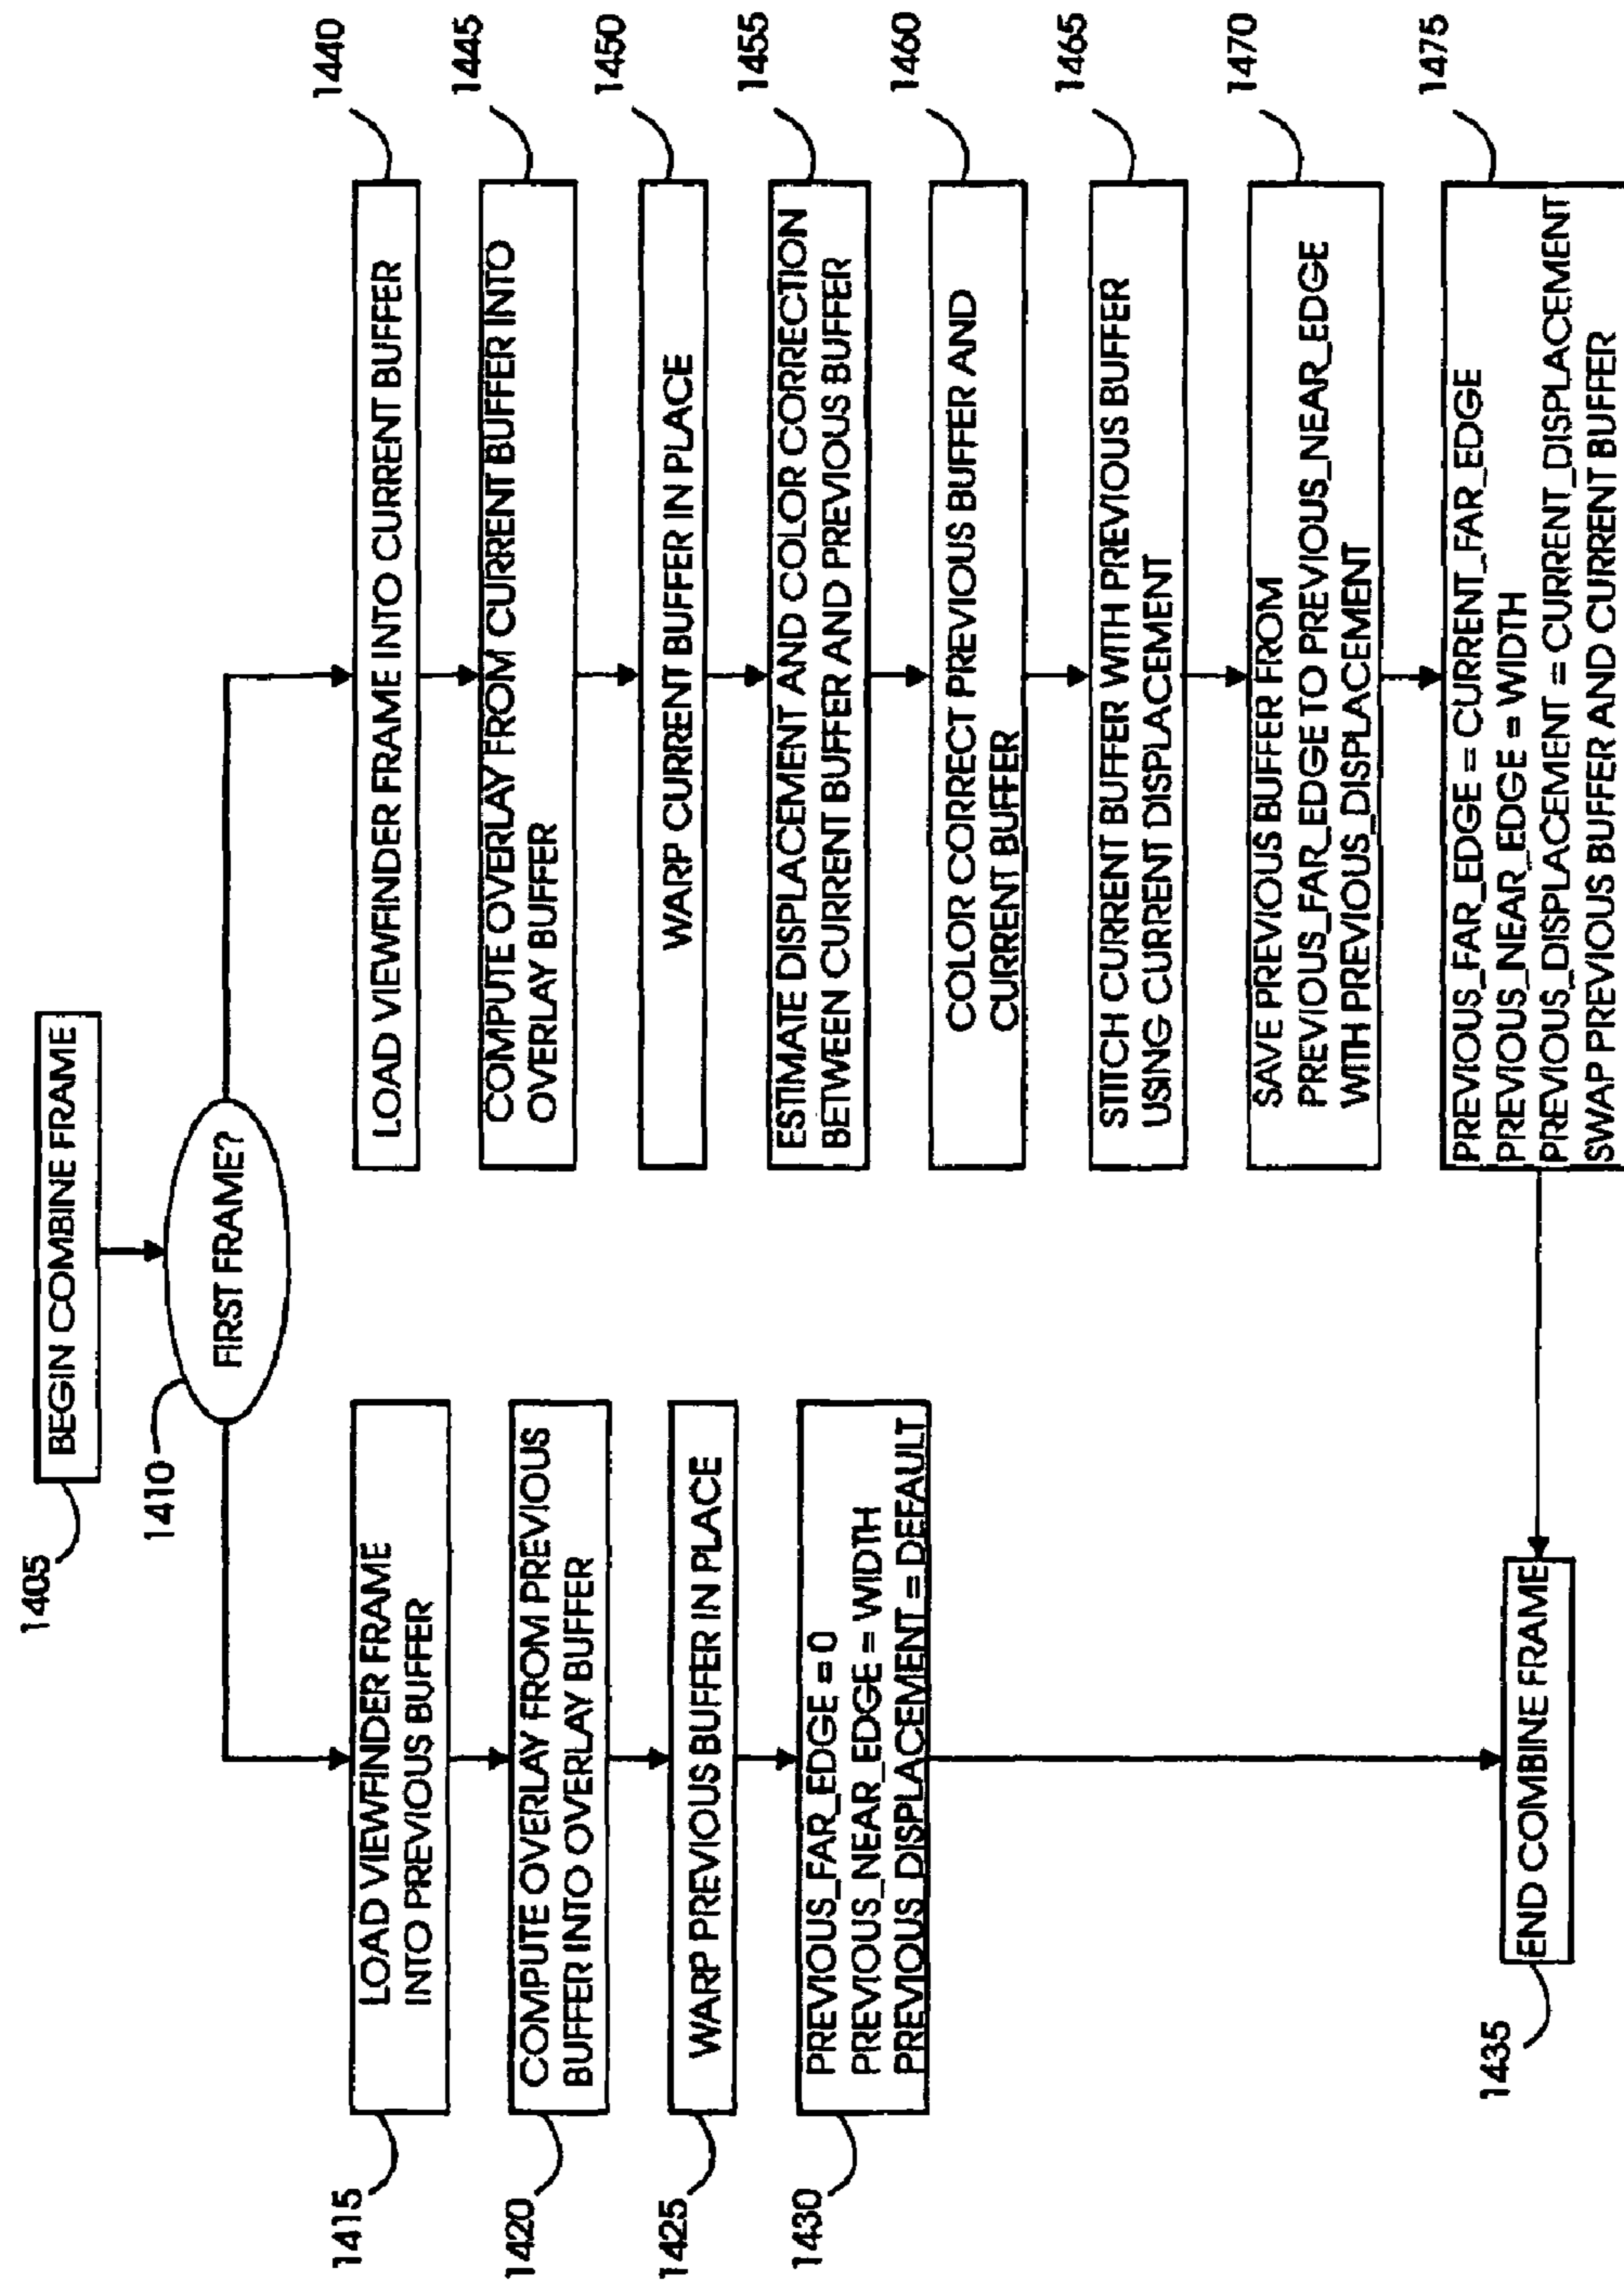 1405
BEGIN COMBINE FRAME
1410
FIRST FRAME?
1415
LOAD VIEWFINDER FRAME
INTO PREVIOUS BUFFER
1420
COMPUTE OVERLAY FROM PREVIOUS
BUFFER INTO OVERLAY BUFFER
1425
WARP PREVIOUS BUFFER IN PLACE
1430
PREVIOUS_FAR_EDGE = 0
PREVIOUS_NEAR_EDGE = WIDTH
PREVIOUS_DISPLACEMENT = DEFAULT
1435
END COMBINE FRAME
1440
LOAD VIEWFINDER FRAME INTO CURRENT BUFFER
1445
COMPUTE OVERLAY FROM CURRENT BUFFER INTO
OVERLAY BUFFER
1450
WARP CURRENT BUFFER IN PLACE
1455
ESTIMATE DISPLACEMENT AND COLOR CORRECTION
BETWEEN CURRENT BUFFER AND PREVIOUS BUFFER
1460
COLOR CORRECT PREVIOUS BUFFER AND
CURRENT BUFFER
1465
STITCH CURRENT BUFFER WITH PREVIOUS BUFFER
USING CURRENT DISPLACEMENT
1470
SAVE PREVIOUS BUFFER FROM
PREVIOUS_FAR_EDGE TO PREVIOUS_NEAR_EDGE
WITH PREVIOUS_DISPLACEMENT
1475
PREVIOUS_FAR_EDGE = CURRENT_FAR_EDGE
PREVIOUS_NEAR_EDGE = WIDTH
PREVIOUS_DISPLACEMENT = CURRENT_DISPLACEMENT
SWAP PREVIOUS BUFFER AND CURRENT BUFFER